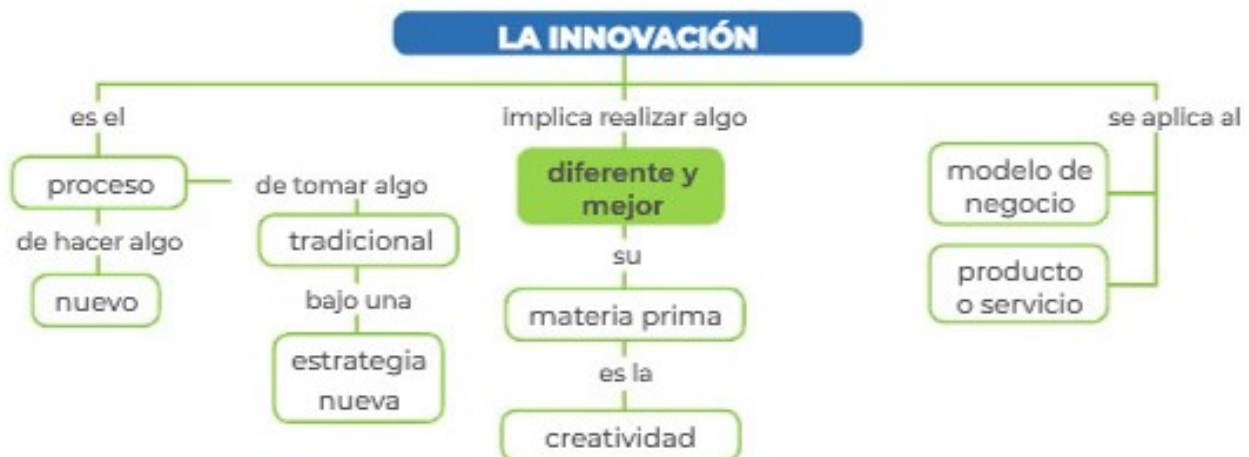 LA INNOVACIÓN
es el
proceso
de hacer algo
nuevo
de tomar algo
tradicional
bajo una
estrategia
nueva
implica realizar algo
diferente y
mejor
su
materia prima
es la
creatividad
se aplica al
modelo de
negocio
producto
o servicio